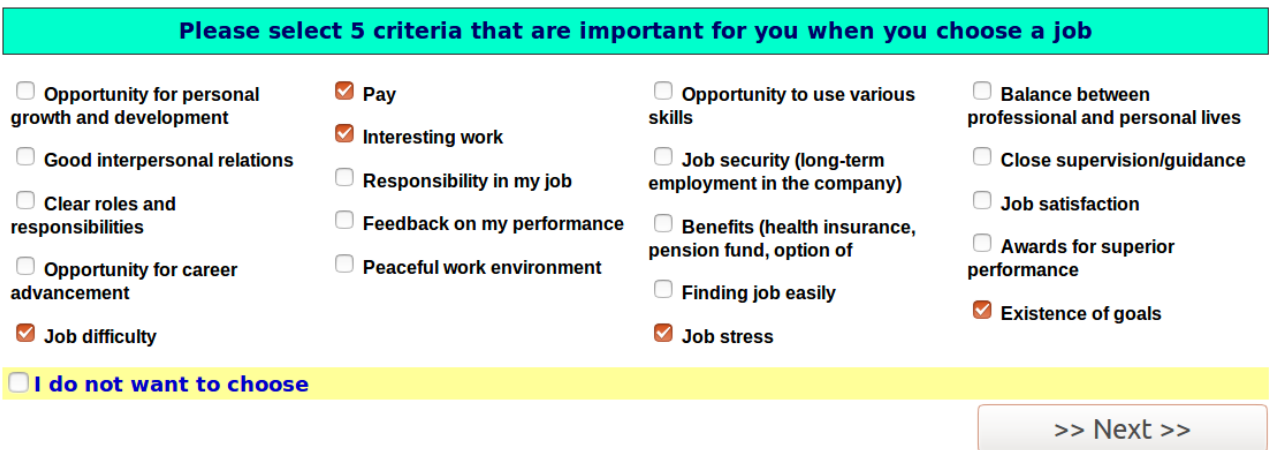 Please select 5 criteria that are important for you when you choose a job
Opportunity for personal
growth and development
Good interpersonal relations
Clear roles and
responsibilities
Opportunity for career
advancement
Job difficulty
Pay
Interesting work
Responsibility in my job
Feedback on my performance
Peaceful work environment
Opportunity to use various
skills
Job security (long-term
employment in the company)
Benefits (health insurance,
pension fund, option of
Finding job easily
Job stress
Balance between
professional and personal lives
Close supervision/guidance
Job satisfaction
Awards for superior
performance
Existence of goals
I do not want to choose
>> Next >>